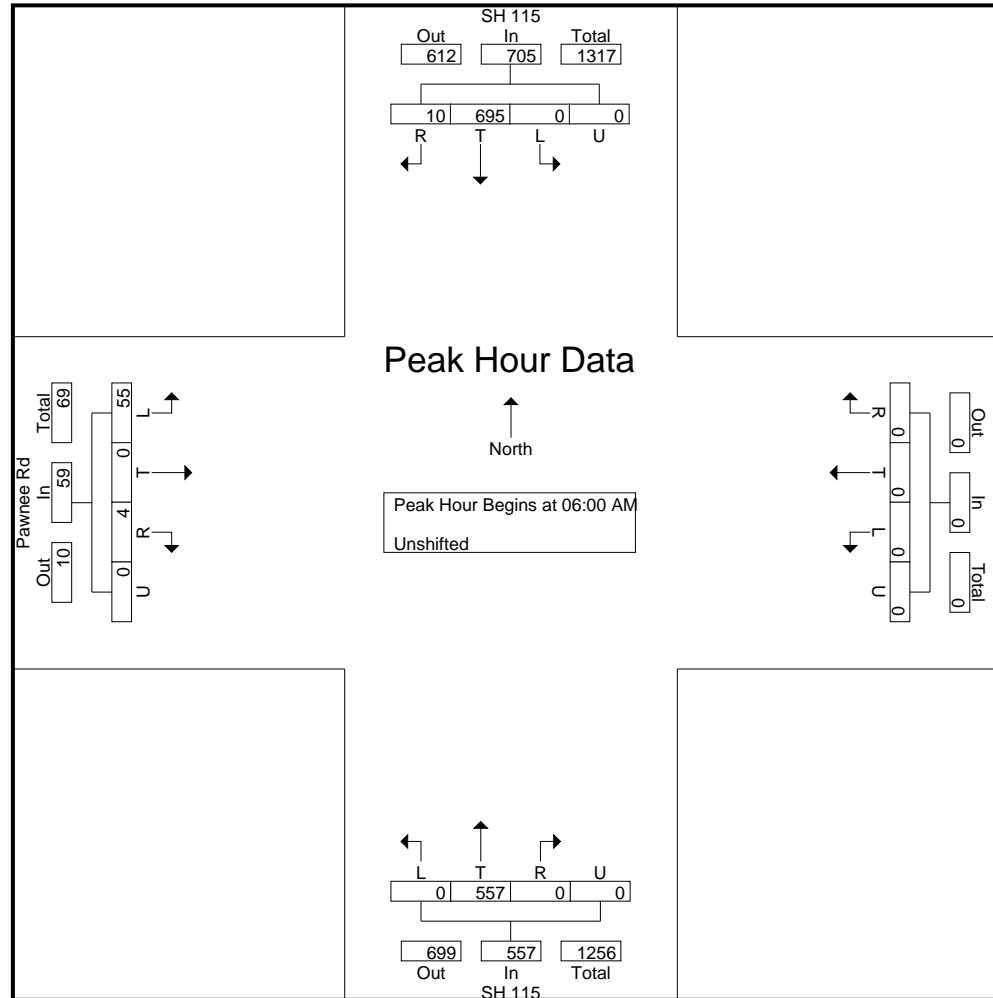 SH 115
Out In Total
612 705 1317
10 695 0 0
R T L U
Peak Hour Data
North
Peak Hour Begins at 06:00 AM
Unshifted
Pawnee Rd
Total In Out
69 59 10
55 0 4 0
L T R U
R T L U
0 0 0 0
Out In Total
0 0 0
L T R U
0 557 0 0
699 557 1256
Out In Total
SH 115